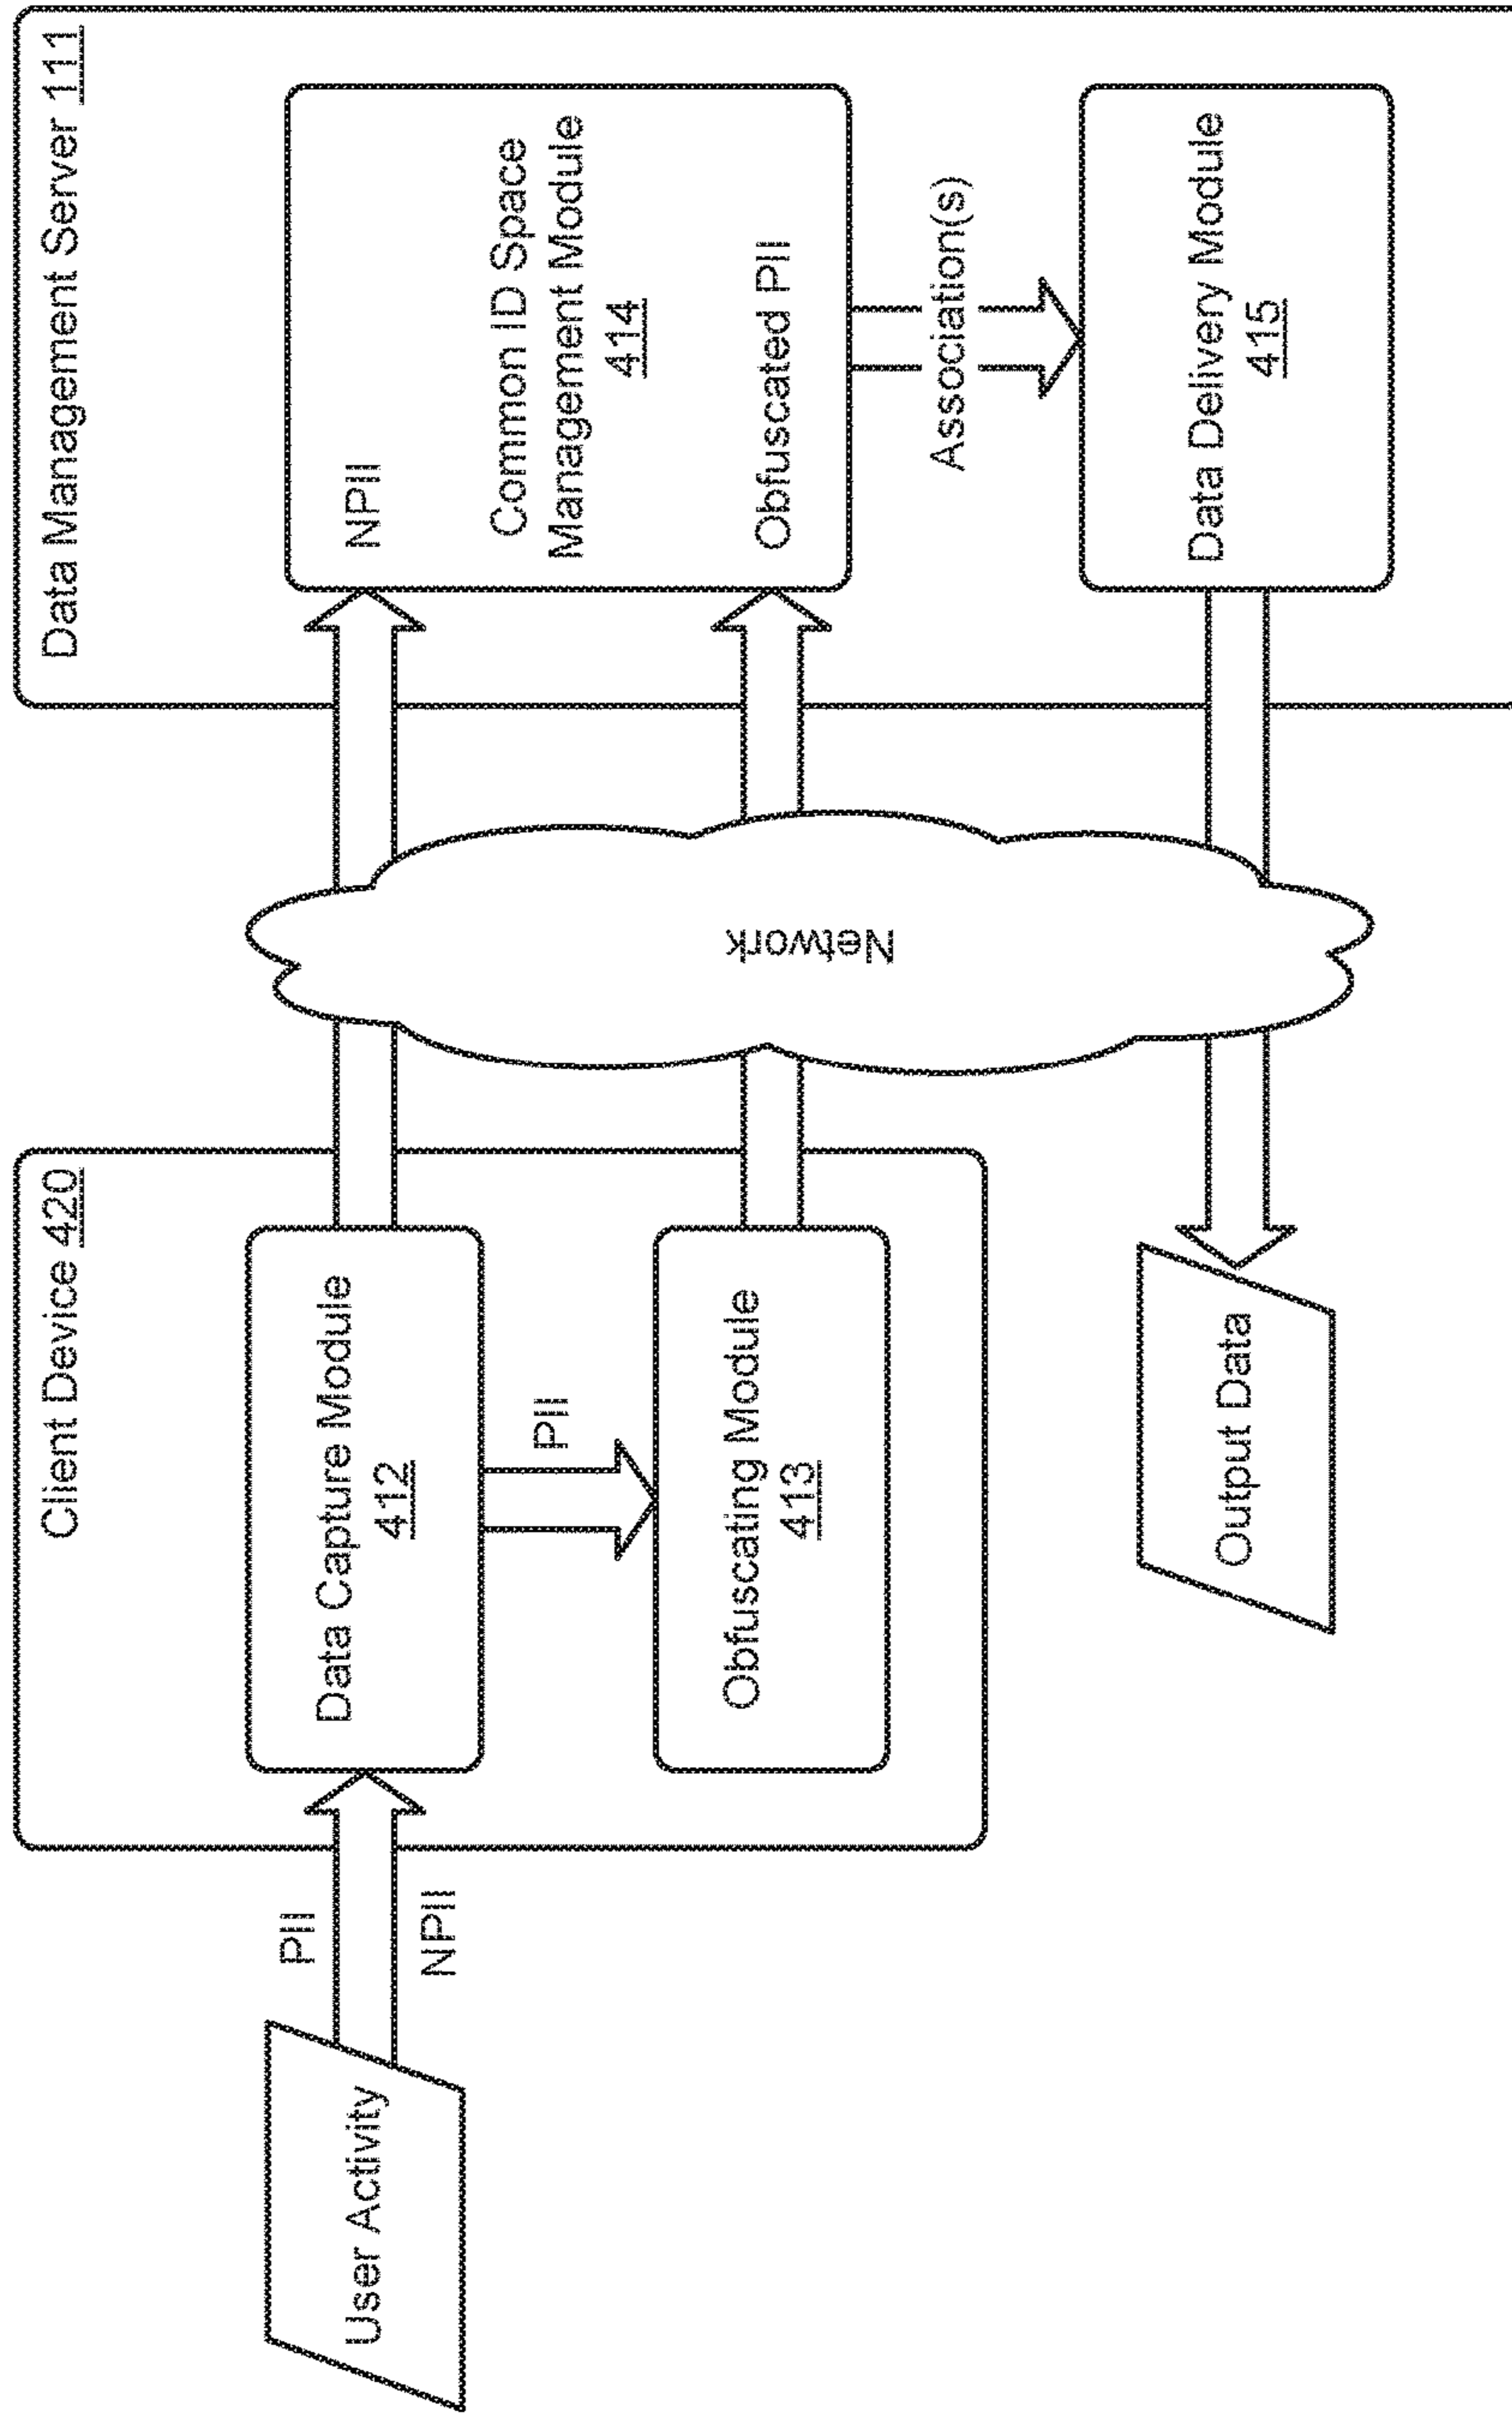 User Activity
PII
NPII
Client Device 420
Data Capture Module
412
PII
Obfuscating Module
413
Network
Data Management Server 111
NPII
Common ID Space
Management Module
414
Obfuscated PII
Association(s)
Data Delivery Module
415
Output Data